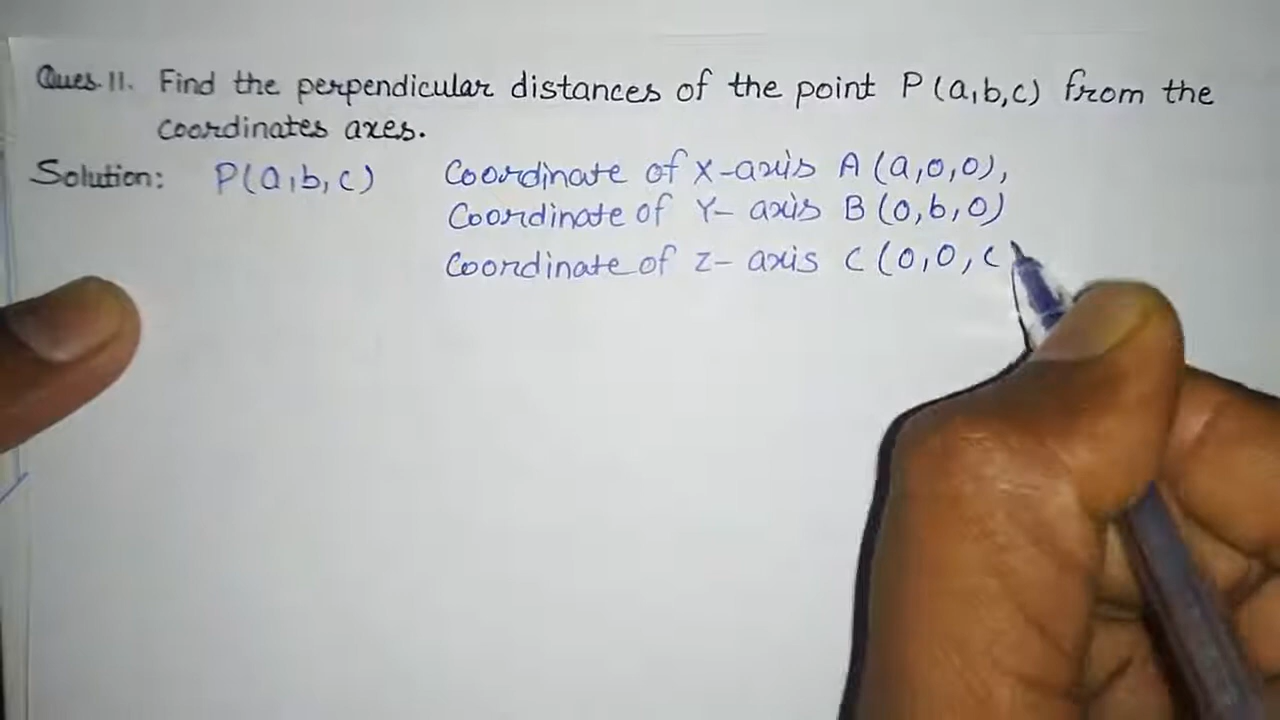 Ques. 11. Find the perpendicular distances of the point P(a,b,c) from the
coordinates axes.
Solution: P(a,b,c) Coordinate of X-axis A (a,0,0),
Coordinate of Y- axis B (0,b,0)
Coordinate of z- axis C (0,0,c